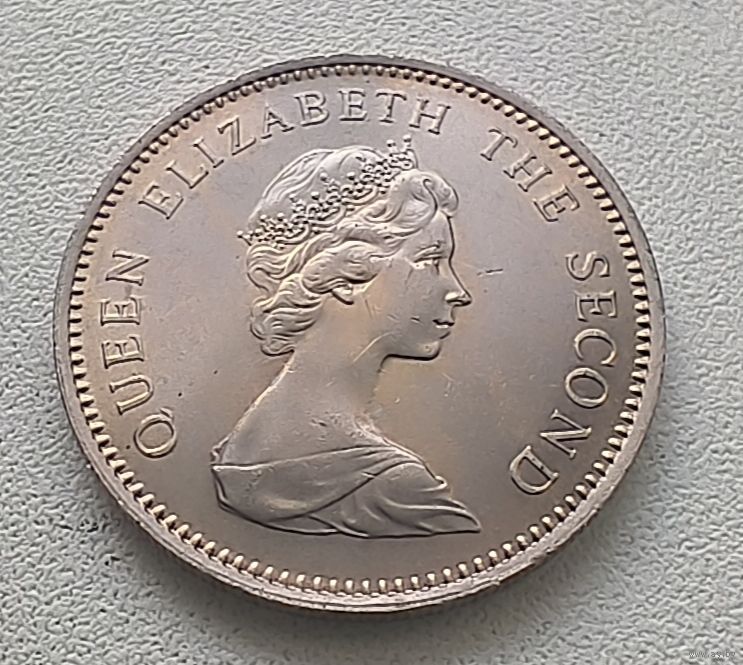 QUEEN ELIZABETH THE SECOND